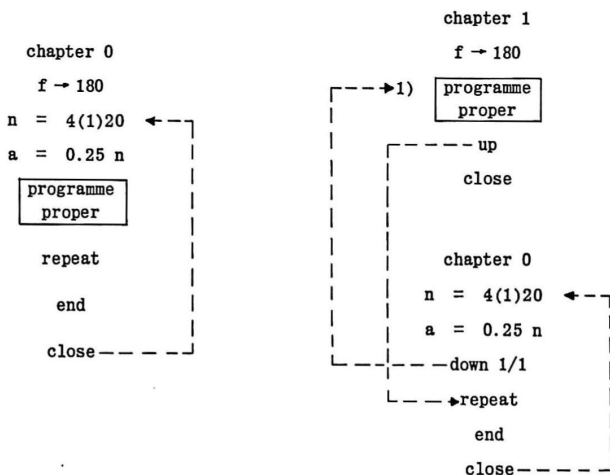 chapter 0
f → 180
n = 4(1)20
a = 0.25 n
programme
proper
repeat
end
close
chapter 1
f → 180
1)
programme
proper
up
close
chapter 0
n = 4(1)20
a = 0.25 n
down 1/1
repeat
end
close